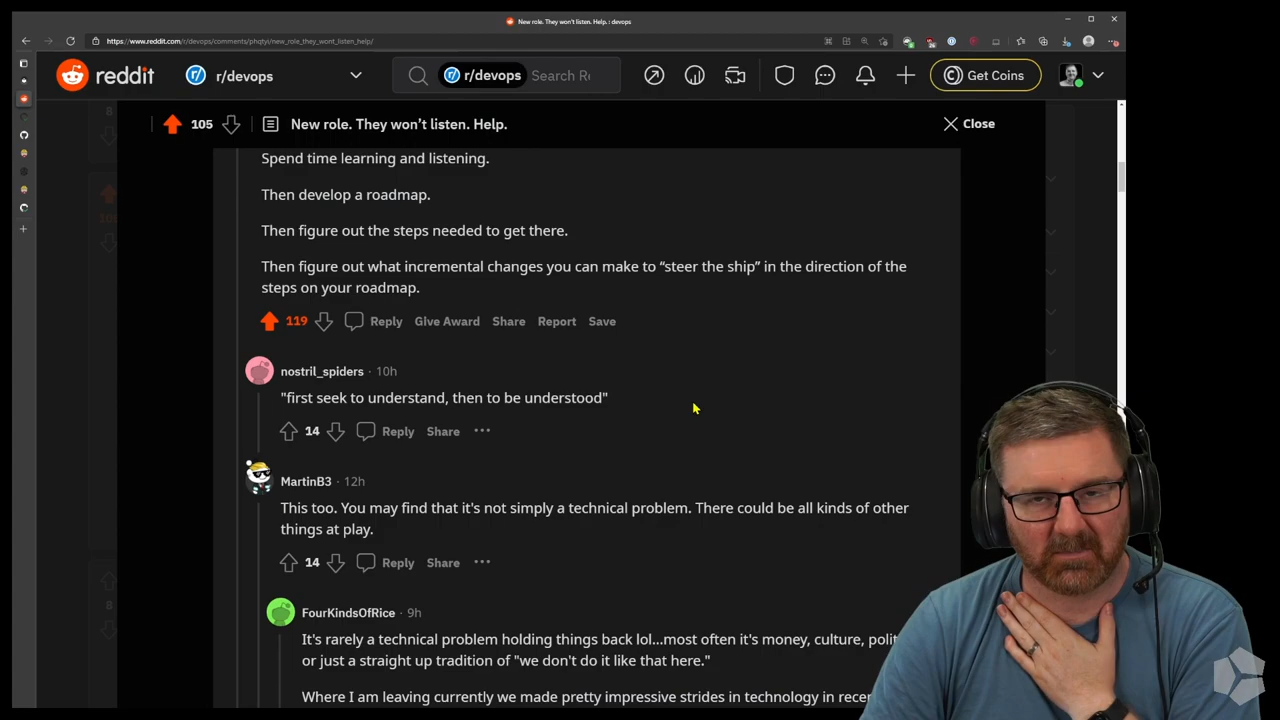 New role. They won't listen. Help. : devops
https://www.reddit.com/r/devops/comments/phqtyi/new_role_they_wont_listen_help/
reddit
r/devops
r/devops Search Re
Get Coins
105
New role. They won't listen. Help.
Close
Spend time learning and listening.
Then develop a roadmap.
Then figure out the steps needed to get there.
Then figure out what incremental changes you can make to “steer the ship” in the direction of the
steps on your roadmap.
119 Reply Give Award Share Report Save
nostril_spiders · 10h
"first seek to understand, then to be understood"
14 Reply Share ···
MartinB3 · 12h
This too. You may find that it's not simply a technical problem. There could be all kinds of other
things at play.
14 Reply Share ···
FourKindsOfRice · 9h
It's rarely a technical problem holding things back lol...most often it's money, culture,
or just a straight up tradition of "we don't do it like that here."
Where I am leaving currently we made pretty impressive strides in technology in